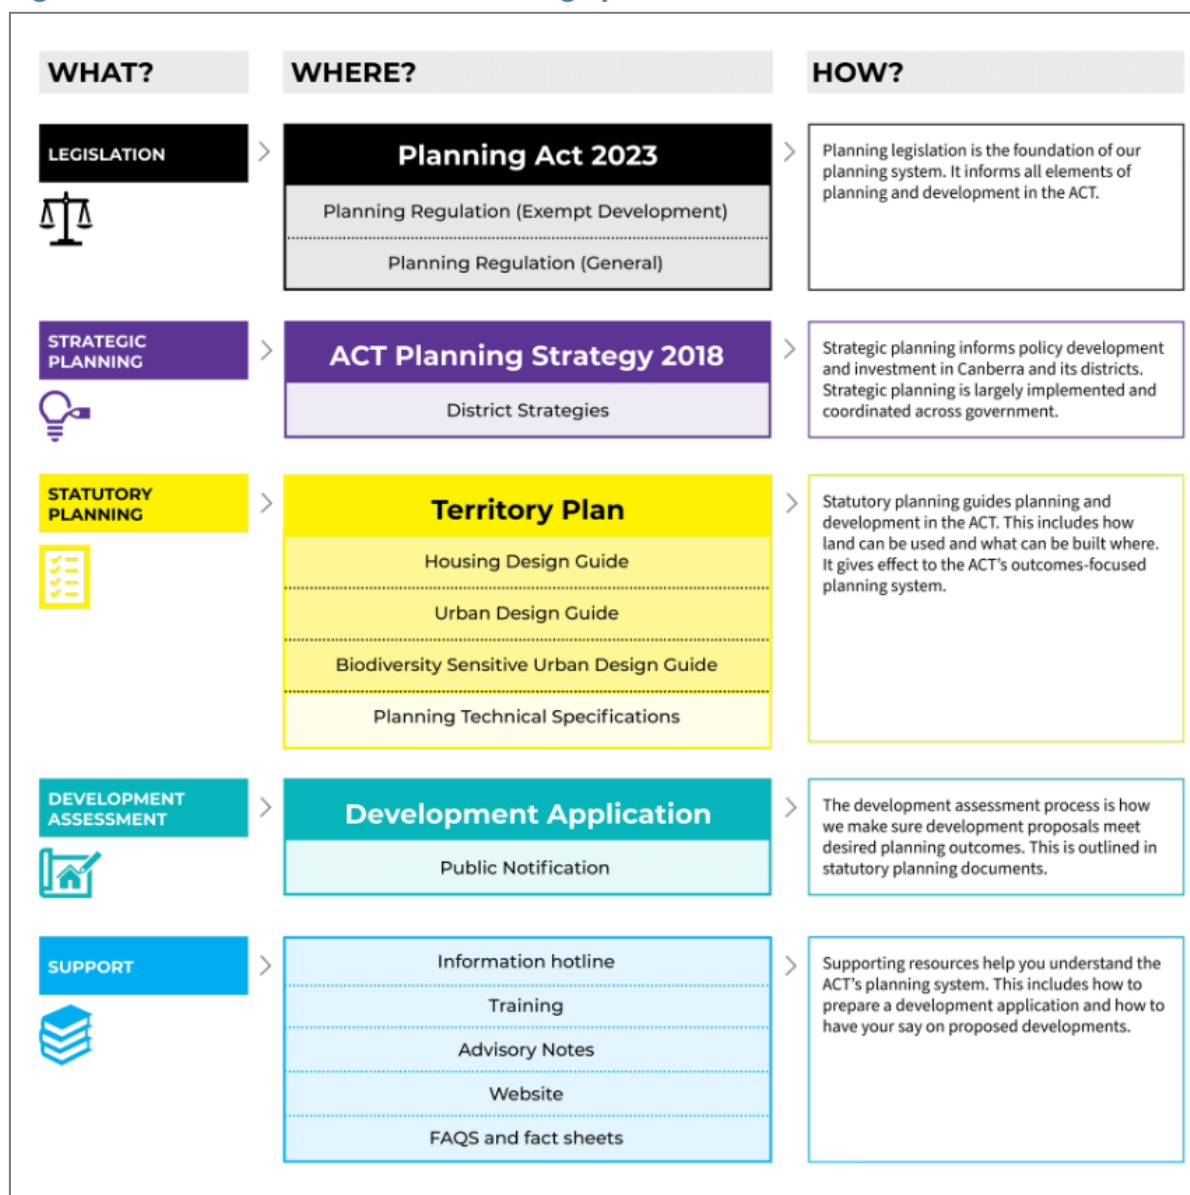 WHAT?
WHERE?
HOW?
LEGISLATION
Planning Act 2023
Planning Regulation (Exempt Development)
Planning Regulation (General)
Planning legislation is the foundation of our
planning system. It informs all elements of
planning and development in the ACT.
STRATEGIC
PLANNING
ACT Planning Strategy 2018
District Strategies
Strategic planning informs policy development
and investment in Canberra and its districts.
Strategic planning is largely implemented and
coordinated across government.
STATUTORY
PLANNING
Territory Plan
Housing Design Guide
Urban Design Guide
Biodiversity Sensitive Urban Design Guide
Planning Technical Specifications
Statutory planning guides planning and
development in the ACT. This includes how
land can be used and what can be built where.
It gives effect to the ACT’s outcomes-focused
planning system.
DEVELOPMENT
ASSESSMENT
Development Application
Public Notification
The development assessment process is how
we make sure development proposals meet
desired planning outcomes. This is outlined in
statutory planning documents.
SUPPORT
Information hotline
Training
Advisory Notes
Website
FAQS and fact sheets
Supporting resources help you understand the
ACT’s planning system. This includes how to
prepare a development application and how to
have your say on proposed developments.